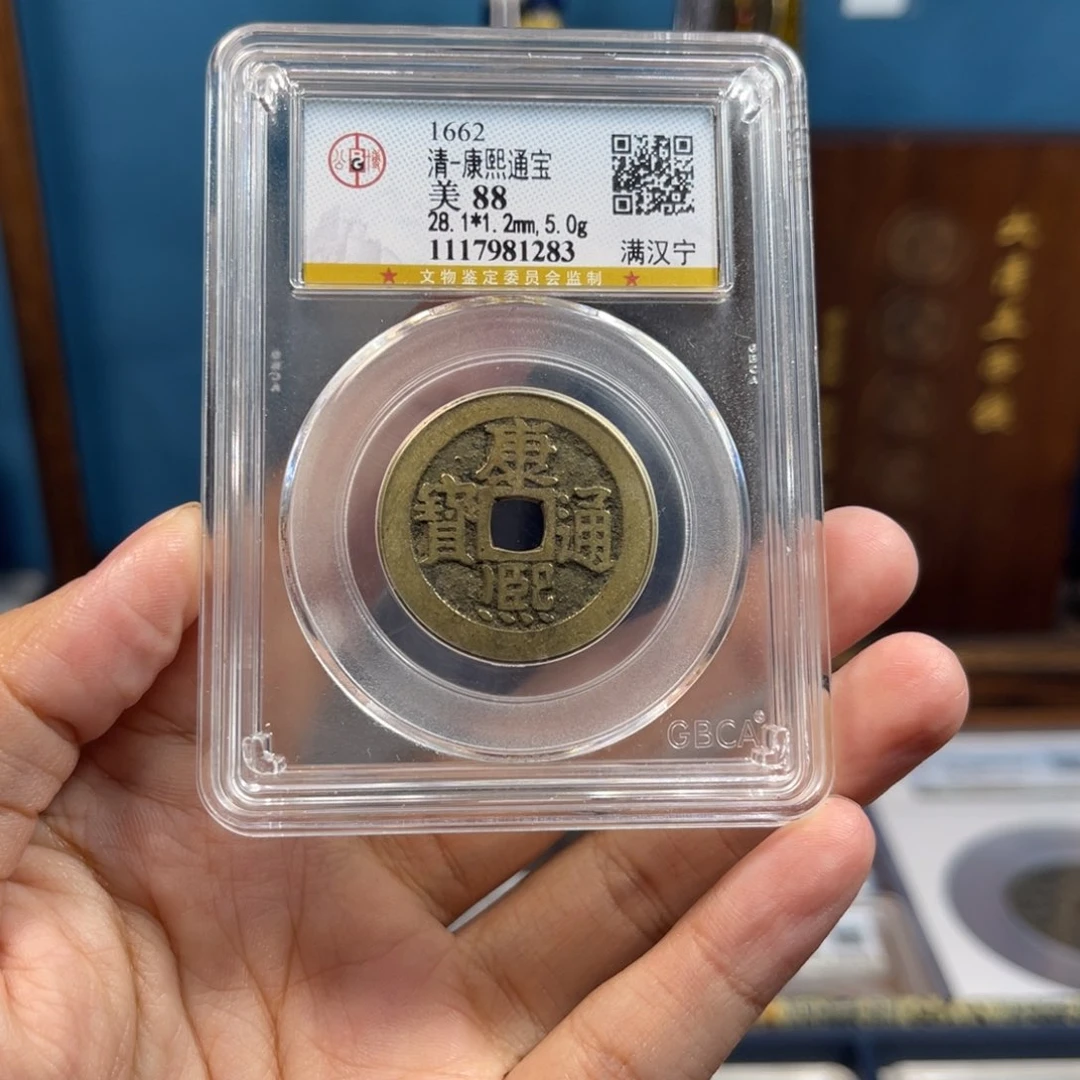 1662
清-康熙通宝
美 88
28.1*1.2mm, 5.0g
1117981283 满汉宁
★ 文物鉴定委员会监制 ★
康熙通寳
GBCA®